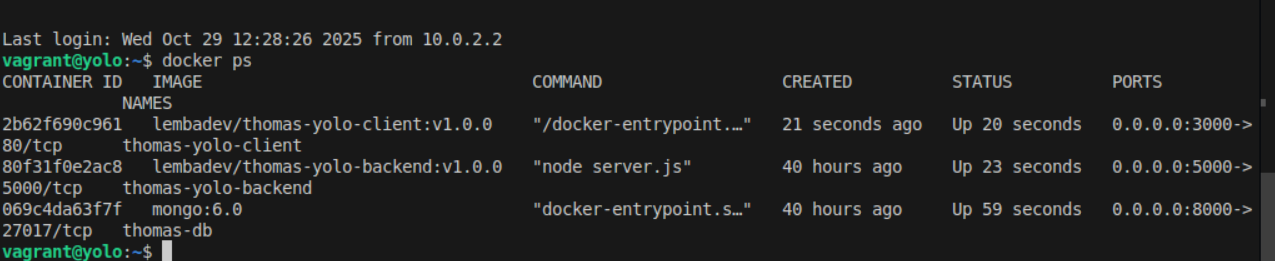 Last login: Wed Oct 29 12:28:26 2025 from 10.0.2.2
vagrant@yolo:~$ docker ps
CONTAINER ID   IMAGE                                 COMMAND                  CREATED          STATUS          PORTS
            NAMES
2b62f690c961   lembadev/thomas-yolo-client:v1.0.0    "/docker-entrypoint.…"   21 seconds ago   Up 20 seconds   0.0.0.0:3000->
80/tcp      thomas-yolo-client
80f31f0e2ac8   lembadev/thomas-yolo-backend:v1.0.0   "node server.js"         40 hours ago     Up 23 seconds   0.0.0.0:5000->
5000/tcp    thomas-yolo-backend
069c4da63f7f   mongo:6.0                             "docker-entrypoint.s…"   40 hours ago     Up 59 seconds   0.0.0.0:8000->
27017/tcp   thomas-db
vagrant@yolo:~$